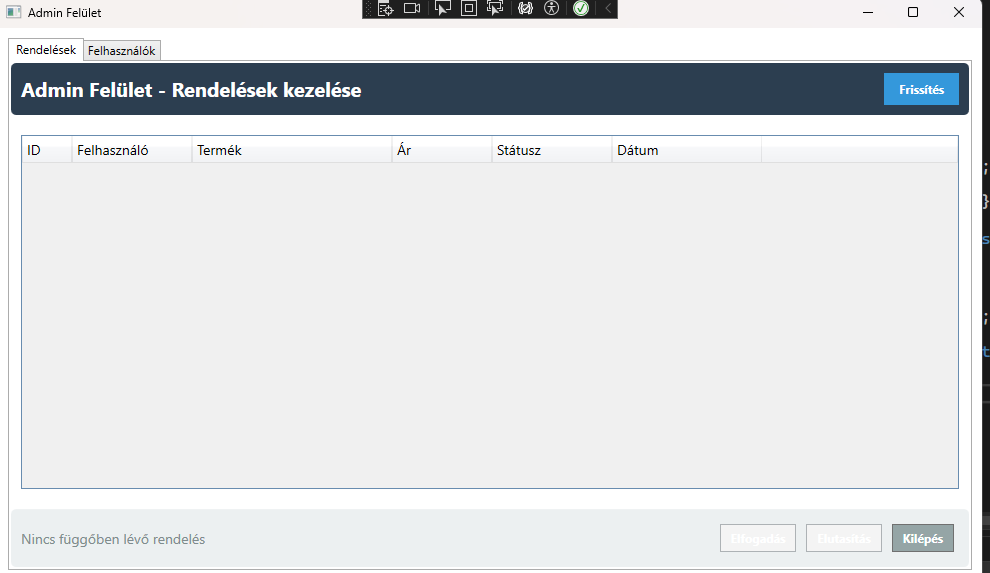 Admin Felület
Rendelések Felhasználók
Admin Felület - Rendelések kezelése Frissítés
ID Felhasználó Termék Ár Státusz Dátum
Nincs függőben lévő rendelés Elfogadás Elutasítás Kilépés
;
}
s
;
t